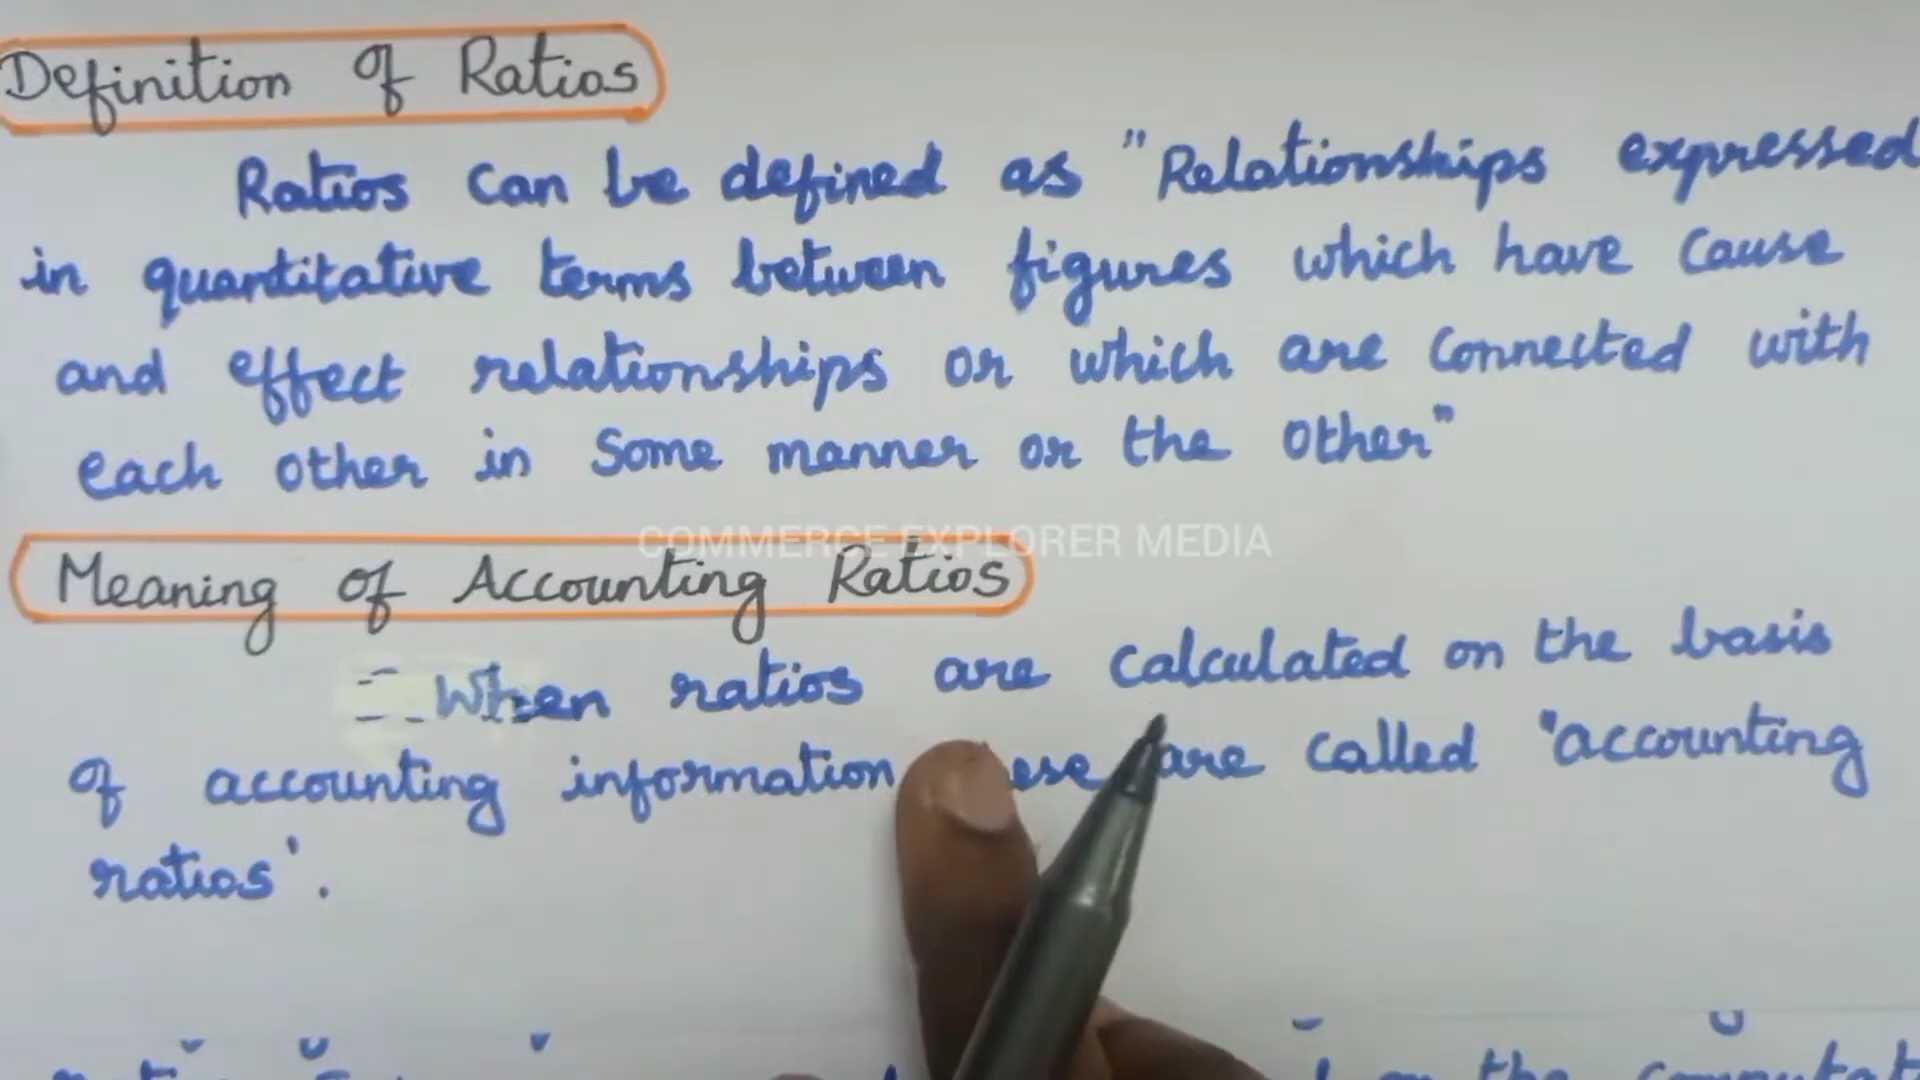 Definition of Ratios
Ratios can be defined as "Relationships expressed
in quantitative terms between figures which have cause
and effect relationships or which are connected with
each other in some manner or the other"
COMMERCE EXPLORER MEDIA
Meaning of Accounting Ratios
When ratios are calculated on the basis
of accounting information are called 'accounting
ratios'.
on the